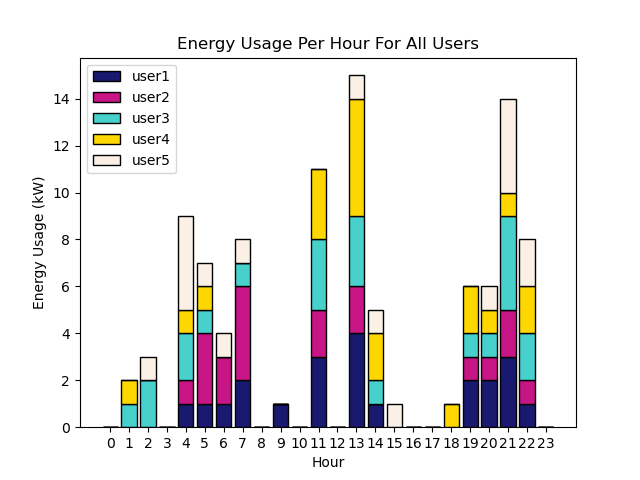 Energy Usage Per Hour For All Users
user1
user2
user3
user4
user5
Energy Usage (kW)
14
12
10
8
6
4
2
0
0 1 2 3 4 5 6 7 8 9 10 11 12 13 14 15 16 17 18 19 20 21 22 23
Hour